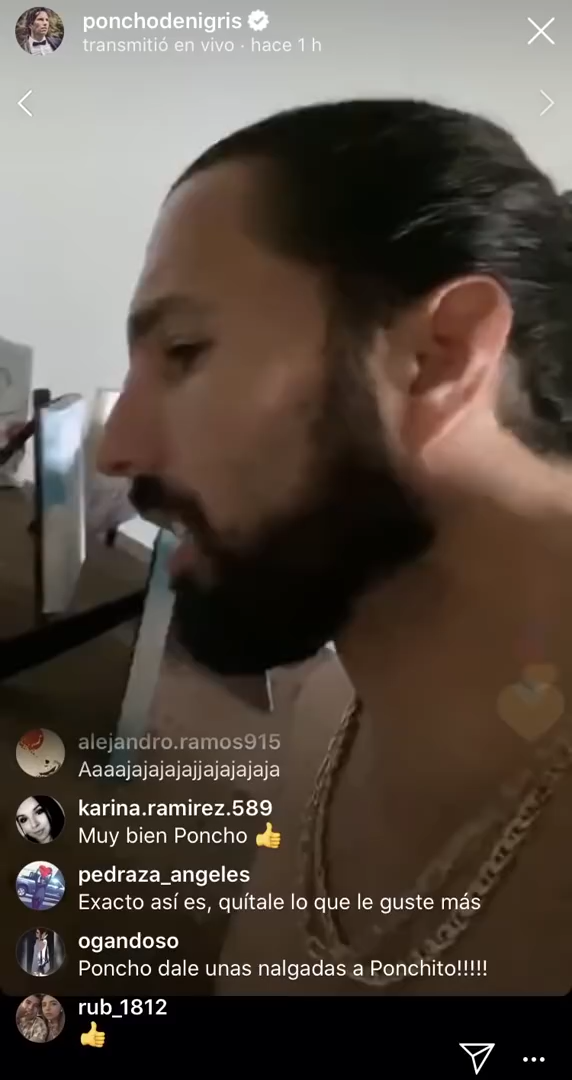 ponchodenigris
transmitió en vivo · hace 1 h
alejandro.ramos915
Aaaajajajajajjajajajaja
karina.ramirez.589
Muy bien Poncho 👍
pedraza_angeles
Exacto así es, quítale lo que le guste más
ogandoso
Poncho dale unas nalgadas a Ponchito!!!!!
rub_1812
👍